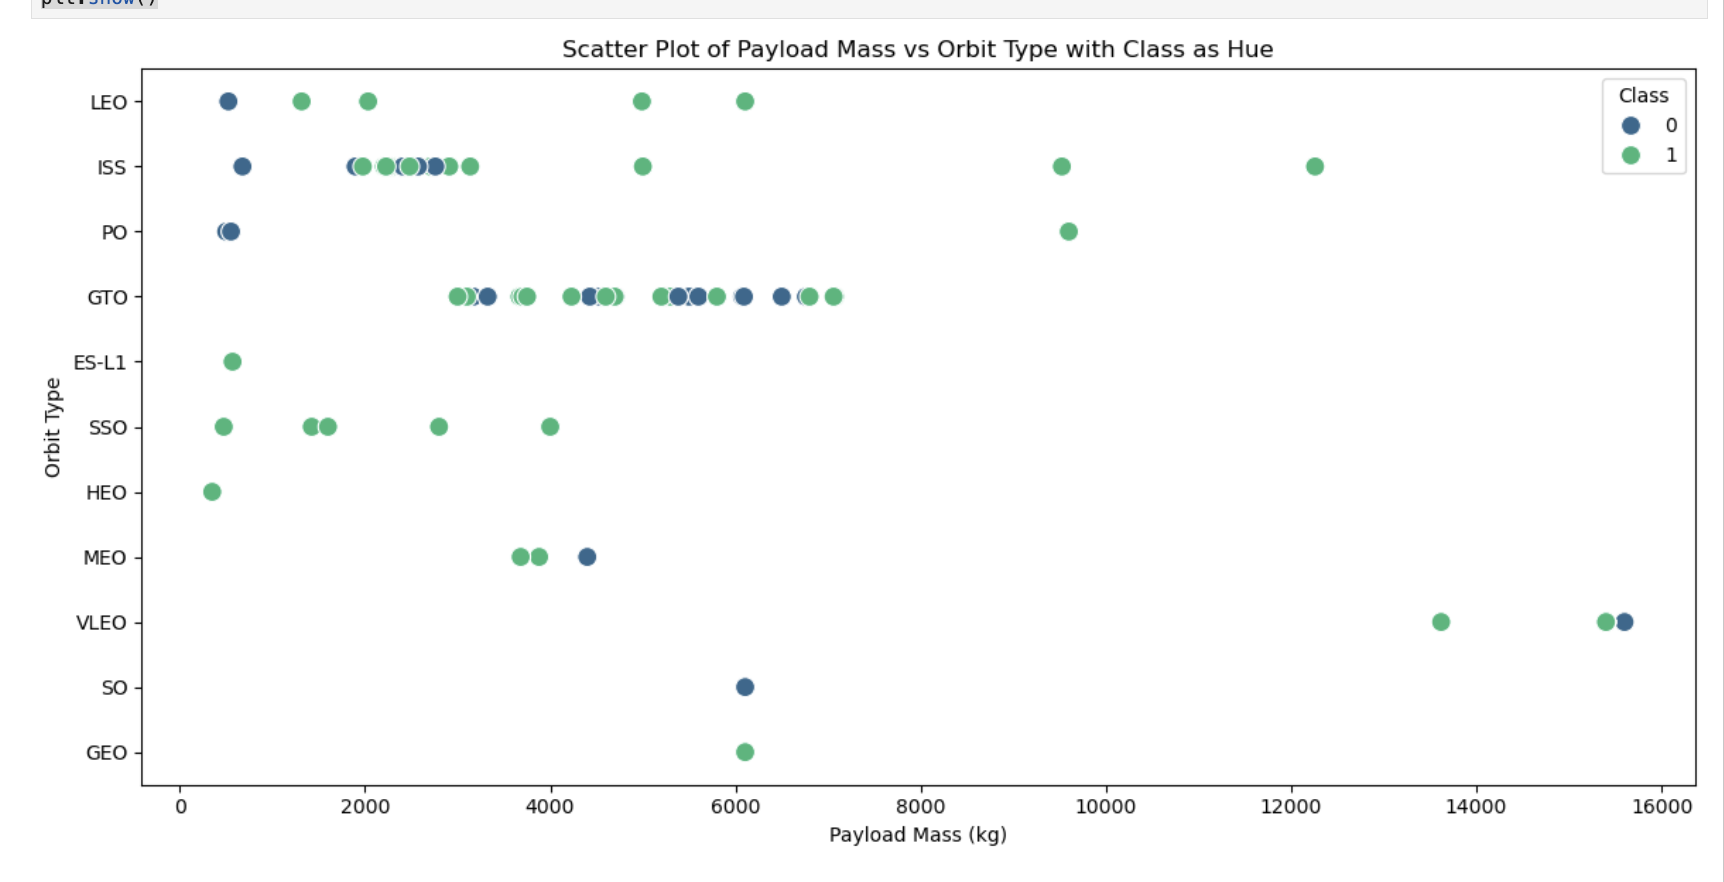 plt.show()
Scatter Plot of Payload Mass vs Orbit Type with Class as Hue
Class
0
1
LEO
ISS
PO
GTO
ES-L1
SSO
HEO
MEO
VLEO
SO
GEO
Orbit Type
0 2000 4000 6000 8000 10000 12000 14000 16000
Payload Mass (kg)